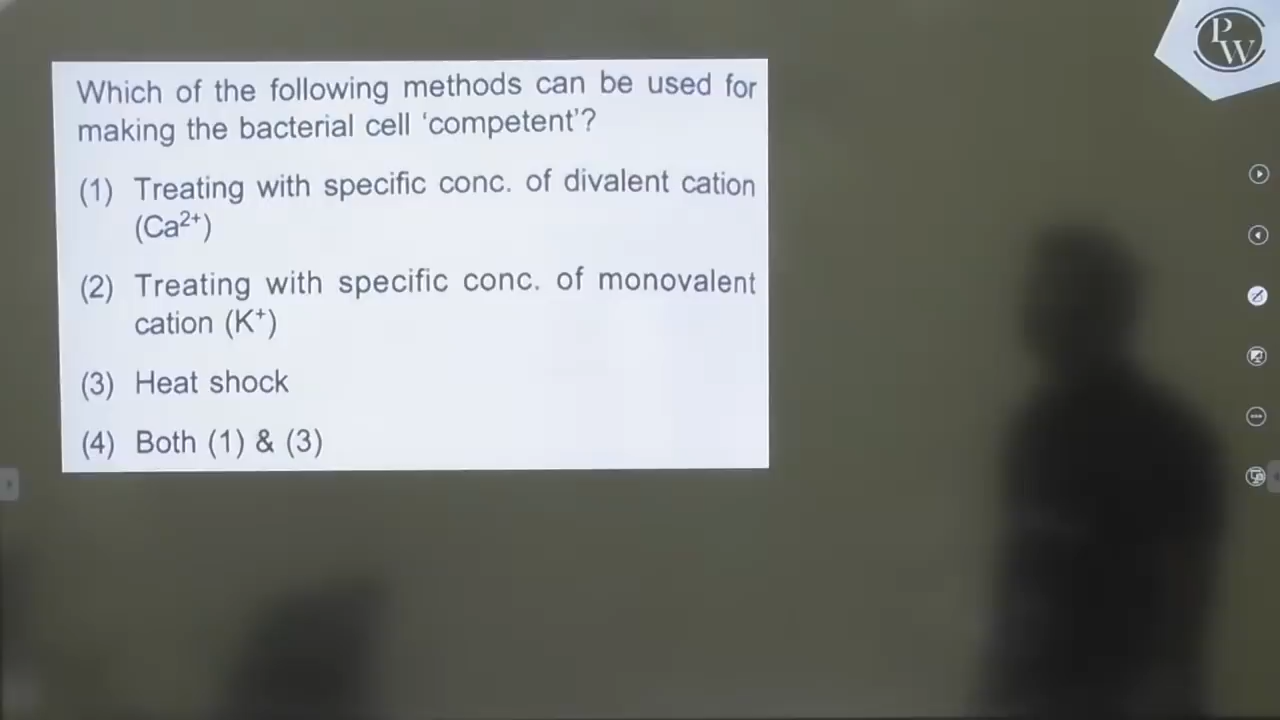 PW
Which of the following methods can be used for
making the bacterial cell ‘competent’?
(1) Treating with specific conc. of divalent cation
(Ca²⁺)
(2) Treating with specific conc. of monovalent
cation (K⁺)
(3) Heat shock
(4) Both (1) & (3)